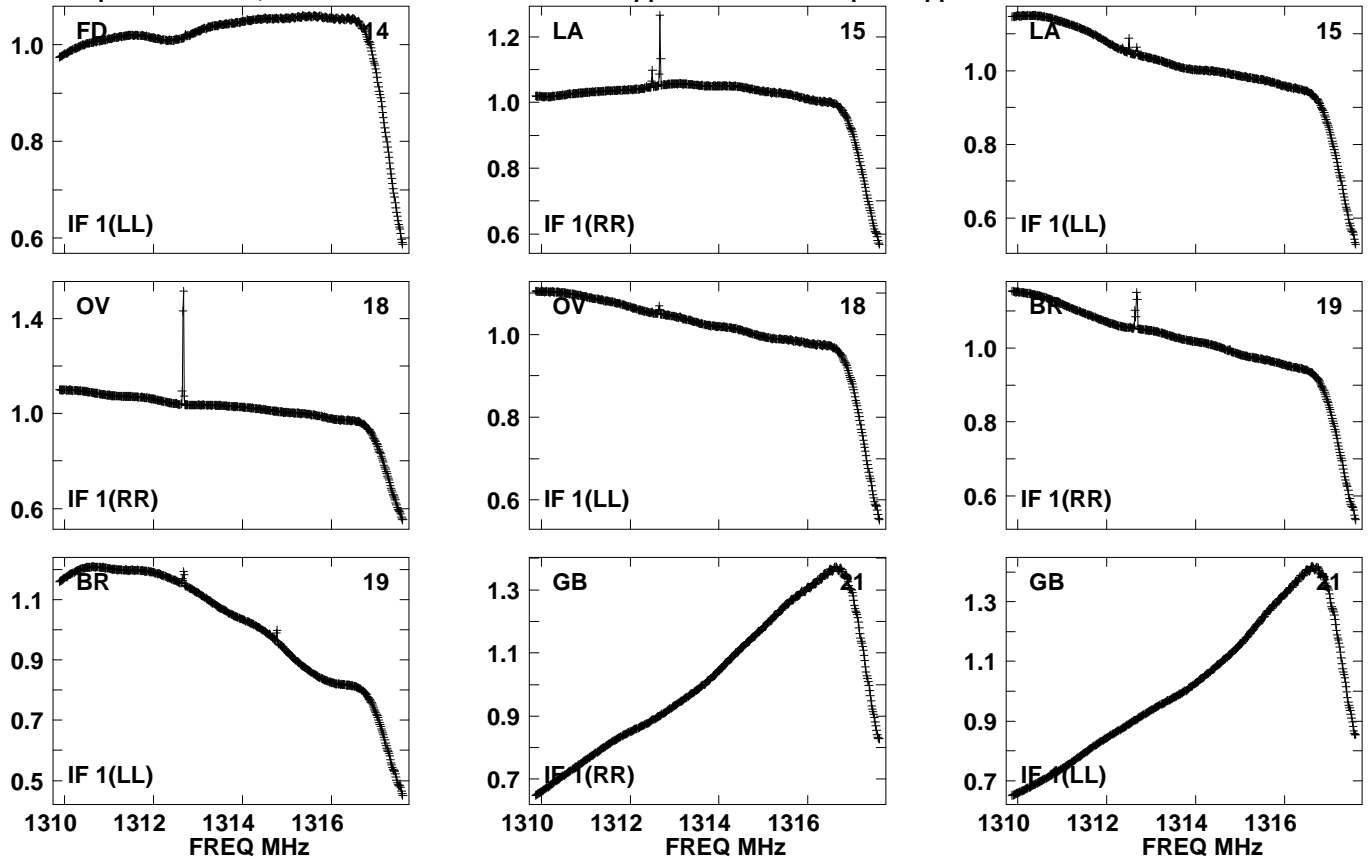 FD 14
1.0
0.8
0.6
IF 1(LL)
LA 15
1.2
1.0
0.8
0.6
IF 1(RR)
LA 15
1.0
0.8
0.6
IF 1(LL)
OV 18
1.4
1.0
0.6
IF 1(RR)
OV 18
1.0
0.8
0.6
IF 1(LL)
BR 19
1.0
0.8
0.6
IF 1(RR)
BR 19
1.1
0.9
0.7
0.5
IF 1(LL)
1310 1312 1314 1316
FREQ MHz
GB 21
1.3
1.1
0.9
0.7
IF 1(RR)
1310 1312 1314 1316
FREQ MHz
GB 21
1.3
1.1
0.9
0.7
IF 1(LL)
1310 1312 1314 1316
FREQ MHz